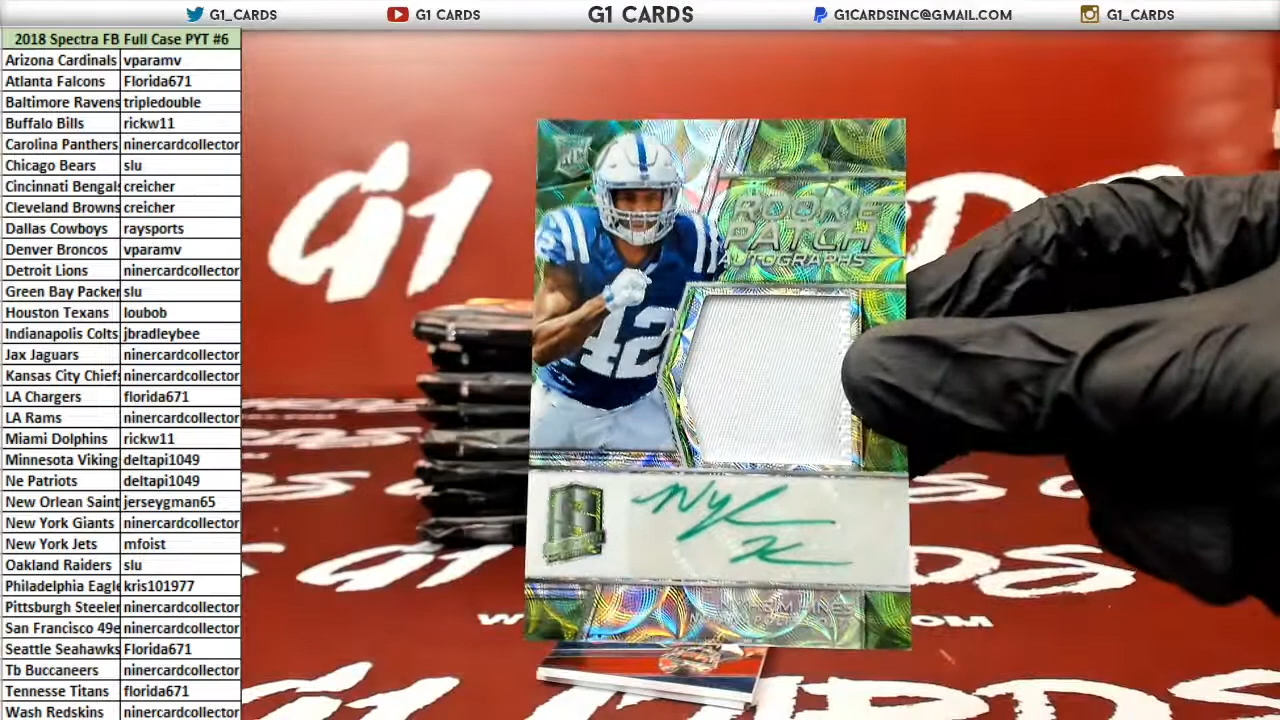 G1_CARDS G1 CARDS G1 CARDS G1CARDSINC@GMAIL.COM G1_CARDS
2018 Spectra FB Full Case PYT #6
Arizona Cardinals vparamv
Atlanta Falcons Florida671
Baltimore Ravens tripledouble
Buffalo Bills rickw11
Carolina Panthers ninercardcollector
Chicago Bears slu
Cincinnati Bengals creicher
Cleveland Browns creicher
Dallas Cowboys raysports
Denver Broncos vparamv
Detroit Lions ninercardcollector
Green Bay Packer slu
Houston Texans loubob
Indianapolis Colts jbradleybee
Jax Jaguars ninercardcollector
Kansas City Chiefs ninercardcollector
LA Chargers florida671
LA Rams ninercardcollector
Miami Dolphins rickw11
Minnesota Viking deltapi1049
Ne Patriots deltapi1049
New Orlean Saint jerseygman65
New York Giants ninercardcollector
New York Jets mfoist
Oakland Raiders slu
Philadelphia Eagle kris101977
Pittsburgh Steeler ninercardcollector
San Francisco 49e ninercardcollector
Seattle Seahawks Florida671
Tb Buccaneers ninercardcollector
Tennesse Titans florida671
Wash Redskins ninercardcollector
G1
RC
ROOKIE
PATCH
AUTOGRAPHS
42
S